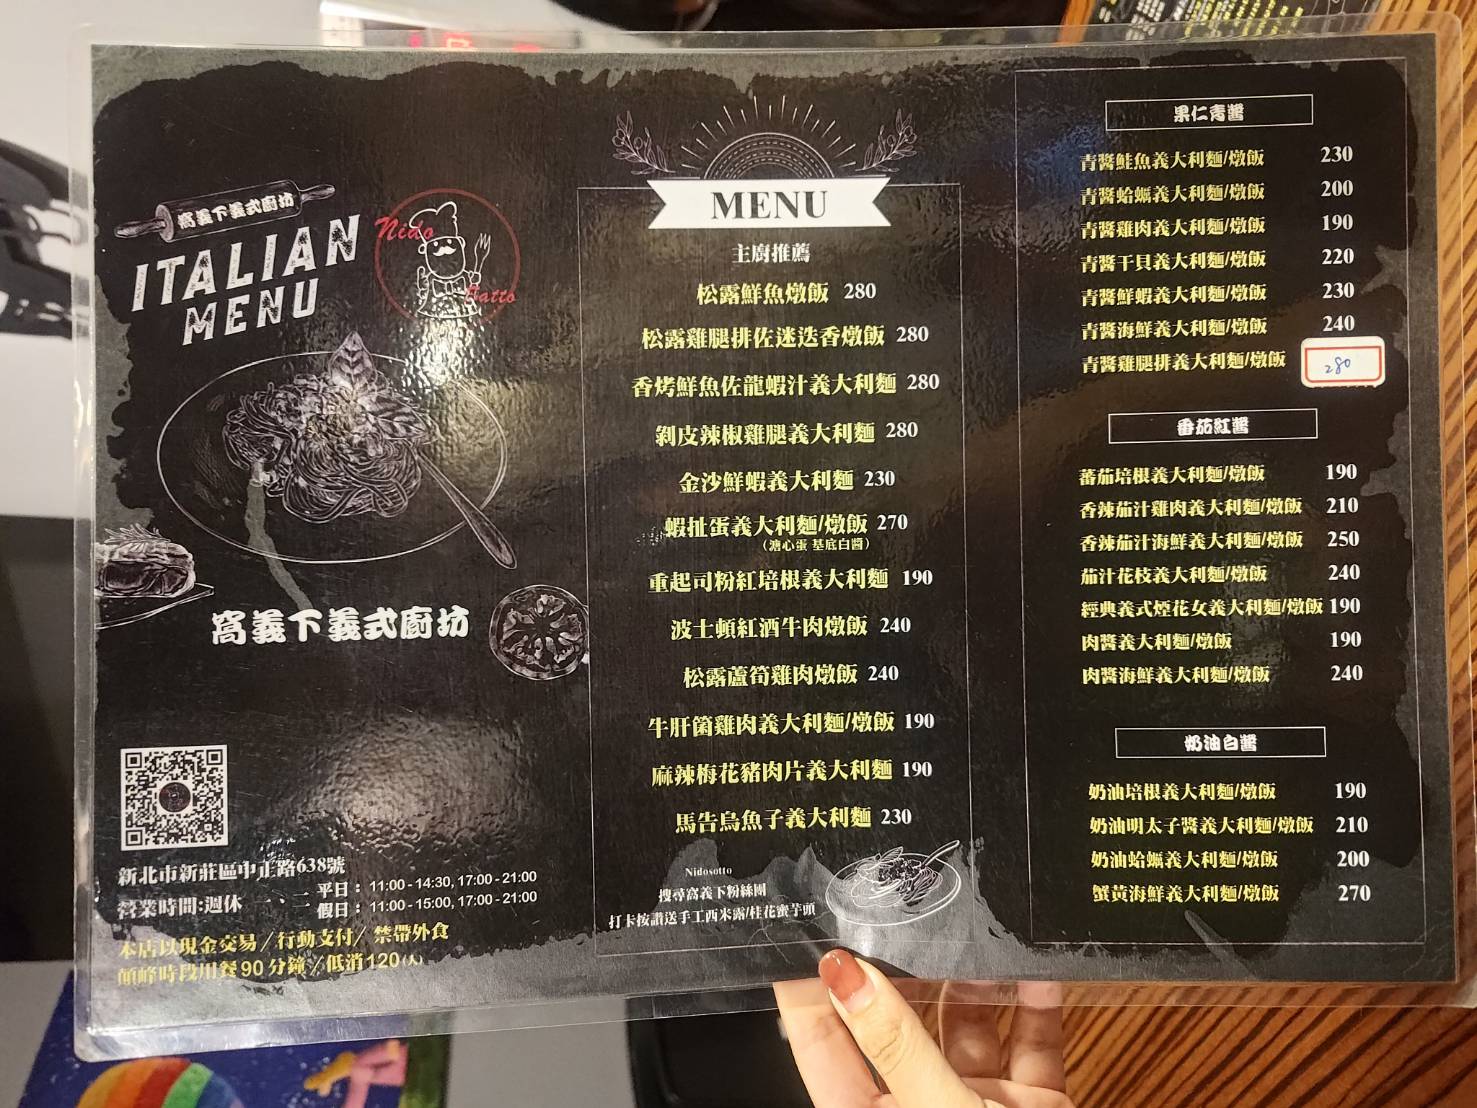 窩義下義式廚坊
ITALIAN
MENU
Nido
Gatto
窩義下義式廚坊
新北市新莊區中正路638號
營業時間:週休 一、二
平日：11:00-14:30, 17:00-21:00
假日：11:00-15:00, 17:00-21:00
本店以現金交易/行動支付/ 禁帶外食
顛峰時段用餐90分鐘/低消120(人)
MENU
主廚推薦
松露鮮魚燉飯 280
松露雞腿排佐迷迭香燉飯 280
香烤鮮魚佐龍蝦汁義大利麵 280
剝皮辣椒雞腿義大利麵 280
金沙鮮蝦義大利麵 230
蝦扯蛋義大利麵/燉飯 270
(溏心蛋 基底白醬)
重起司粉紅培根義大利麵 190
波士頓紅酒牛肉燉飯 240
松露蘆筍雞肉燉飯 240
牛肝菌雞肉義大利麵/燉飯 190
麻辣梅花豬肉片義大利麵 190
馬告烏魚子義大利麵 230
Nidosotto
搜尋窩義下粉絲團
打卡按讚送手工西米露/桂花蜜芋頭
果仁青醬
青醬鮭魚義大利麵/燉飯 230
青醬蛤蠣義大利麵/燉飯 200
青醬雞肉義大利麵/燉飯 190
青醬干貝義大利麵/燉飯 220
青醬鮮蝦義大利麵/燉飯 230
青醬海鮮義大利麵/燉飯 240
青醬雞腿排義大利麵/燉飯 280
番茄紅醬
蕃茄培根義大利麵/燉飯 190
香辣茄汁雞肉義大利麵/燉飯 210
香辣茄汁海鮮義大利麵/燉飯 250
茄汁花枝義大利麵/燉飯 240
經典義式煙花女義大利麵/燉飯 190
肉醬義大利麵/燉飯 190
肉醬海鮮義大利麵/燉飯 240
奶油白醬
奶油培根義大利麵/燉飯 190
奶油明太子醬義大利麵/燉飯 210
奶油蛤蠣義大利麵/燉飯 200
蟹黃海鮮義大利麵/燉飯 270